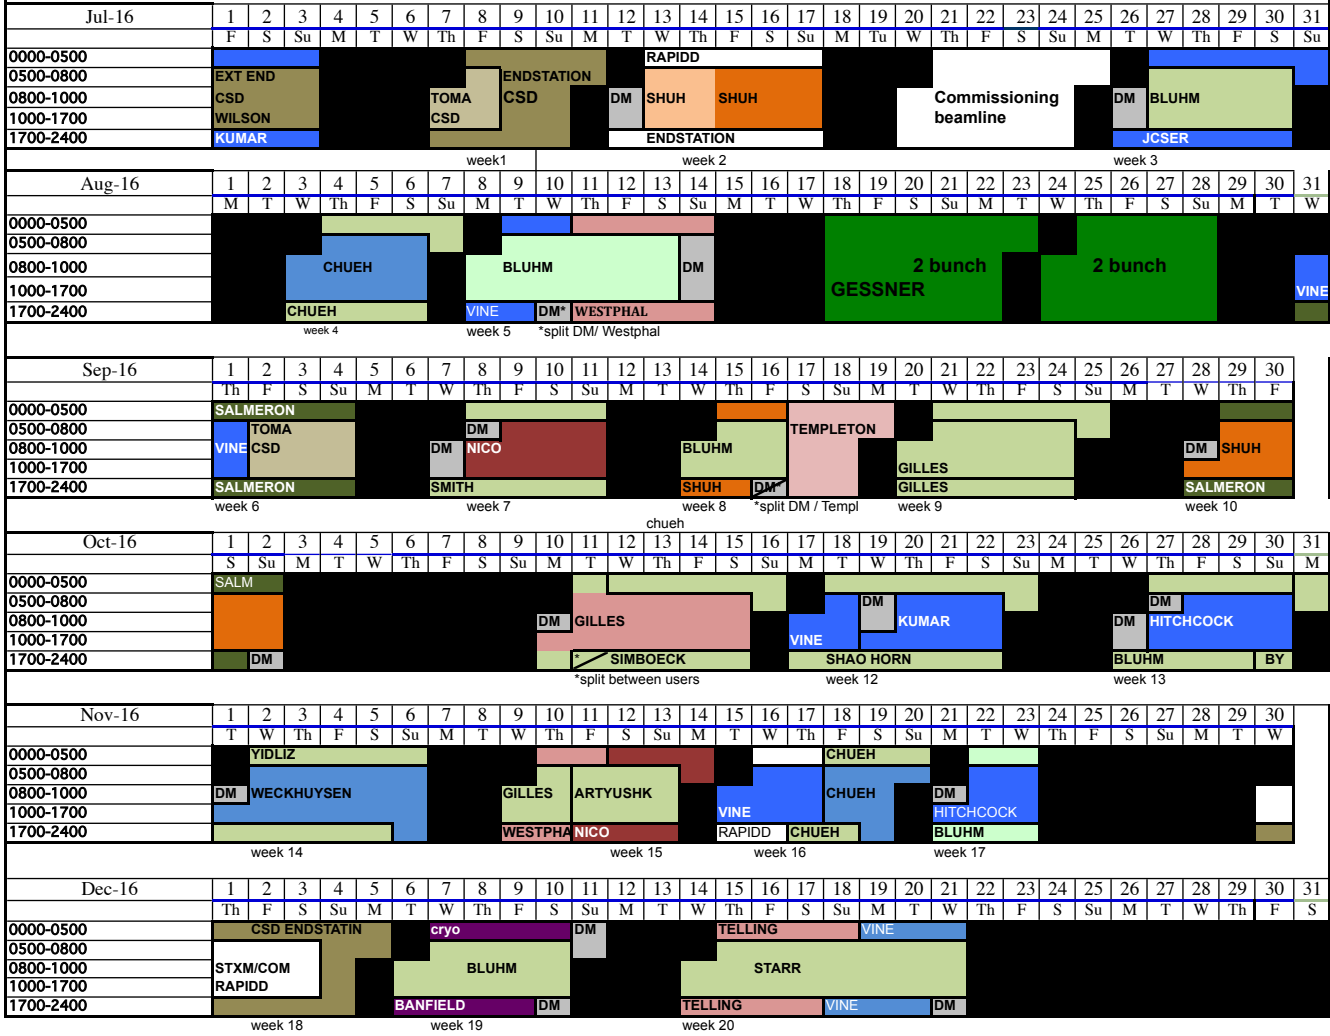 Jul-16 1 2 3 4 5 6 7 8 9 10 11 12 13 14 15 16 17 18 19 20 21 22 23 24 25 26 27 28 29 30 31
F S Su M T W Th F S Su M T W Th F S Su M Tu W Th F S Su M T W Th F S Su
0000-0500 RAPIDD
0500-0800 EXT END ENDSTATION
0800-1000 CSD TOMA CSD DM SHUH SHUH Commissioning DM BLUHM
1000-1700 WILSON CSD beamline
1700-2400 KUMAR ENDSTATION JCSER
week1 week 2 week 3
Aug-16 1 2 3 4 5 6 7 8 9 10 11 12 13 14 15 16 17 18 19 20 21 22 23 24 25 26 27 28 29 30 31
M T W Th F S Su M T W Th F S Su M T W Th F S Su M T W Th F S Su M T W
0000-0500
0500-0800
0800-1000 CHUEH BLUHM DM 2 bunch 2 bunch
1000-1700 GESSNER VINE
1700-2400 CHUEH VINE DM* WESTPHAL
week 4 week 5 *split DM/ Westphal
Sep-16 1 2 3 4 5 6 7 8 9 10 11 12 13 14 15 16 17 18 19 20 21 22 23 24 25 26 27 28 29 30
Th F S Su M T W Th F S Su M T W Th F S Su M T W Th F S Su M T W Th F
0000-0500 SALMERON
0500-0800 TOMA DM TEMPLETON
0800-1000 VINE CSD DM NICO BLUHM DM SHUH
1000-1700 GILLES
1700-2400 SALMERON SMITH SHUH DM* GILLES SALMERON
week 6 week 7 week 8 *split DM / Templ week 9 week 10
chueh
Oct-16 1 2 3 4 5 6 7 8 9 10 11 12 13 14 15 16 17 18 19 20 21 22 23 24 25 26 27 28 29 30 31
S Su M T W Th F S Su M T W Th F S Su M T W Th F S Su M T W Th F S Su M
0000-0500 SALM
0500-0800 DM DM
0800-1000 DM GILLES KUMAR DM HITCHCOCK
1000-1700 VINE
1700-2400 DM * SIMBOECK SHAO HORN BLUHM BY
*split between users week 12 week 13
Nov-16 1 2 3 4 5 6 7 8 9 10 11 12 13 14 15 16 17 18 19 20 21 22 23 24 25 26 27 28 29 30
T W Th F S Su M T W Th F S Su M T W Th F S Su M T W Th F S Su M T W
0000-0500 YIDLIZ CHUEH
0500-0800
0800-1000 DM WECKHUYSEN GILLES ARTYUSHK CHUEH DM
1000-1700 VINE HITCHCOCK
1700-2400 WESTPHA NICO RAPIDD CHUEH BLUHM
week 14 week 15 week 16 week 17
Dec-16 1 2 3 4 5 6 7 8 9 10 11 12 13 14 15 16 17 18 19 20 21 22 23 24 25 26 27 28 29 30 31
Th F S Su M T W Th F S Su M T W Th F S Su M T W Th F S Su M T W Th F S
0000-0500 CSD ENDSTATIN cryo DM TELLING VINE
0500-0800
0800-1000 STXM/COM BLUHM STARR
1000-1700 RAPIDD
1700-2400 BANFIELD DM TELLING VINE DM
week 18 week 19 week 20